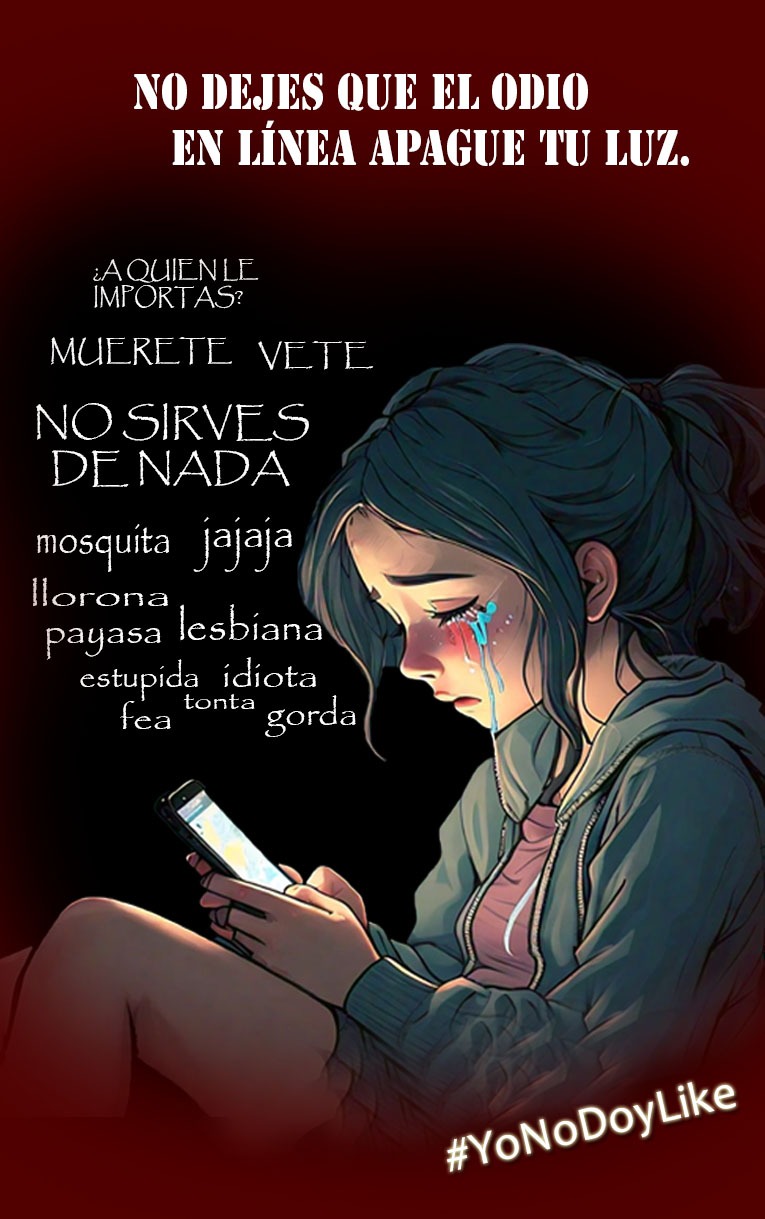 NO DEJES QUE EL ODIO
EN LÍNEA APAGUE TU LUZ.
¿A QUIEN LE
IMPORTAS?
MUERETE VETE
NO SIRVES
DE NADA
mosquita jajaja
llorona
payasa lesbiana
estupida idiota
fea tonta gorda
#YoNoDoyLike